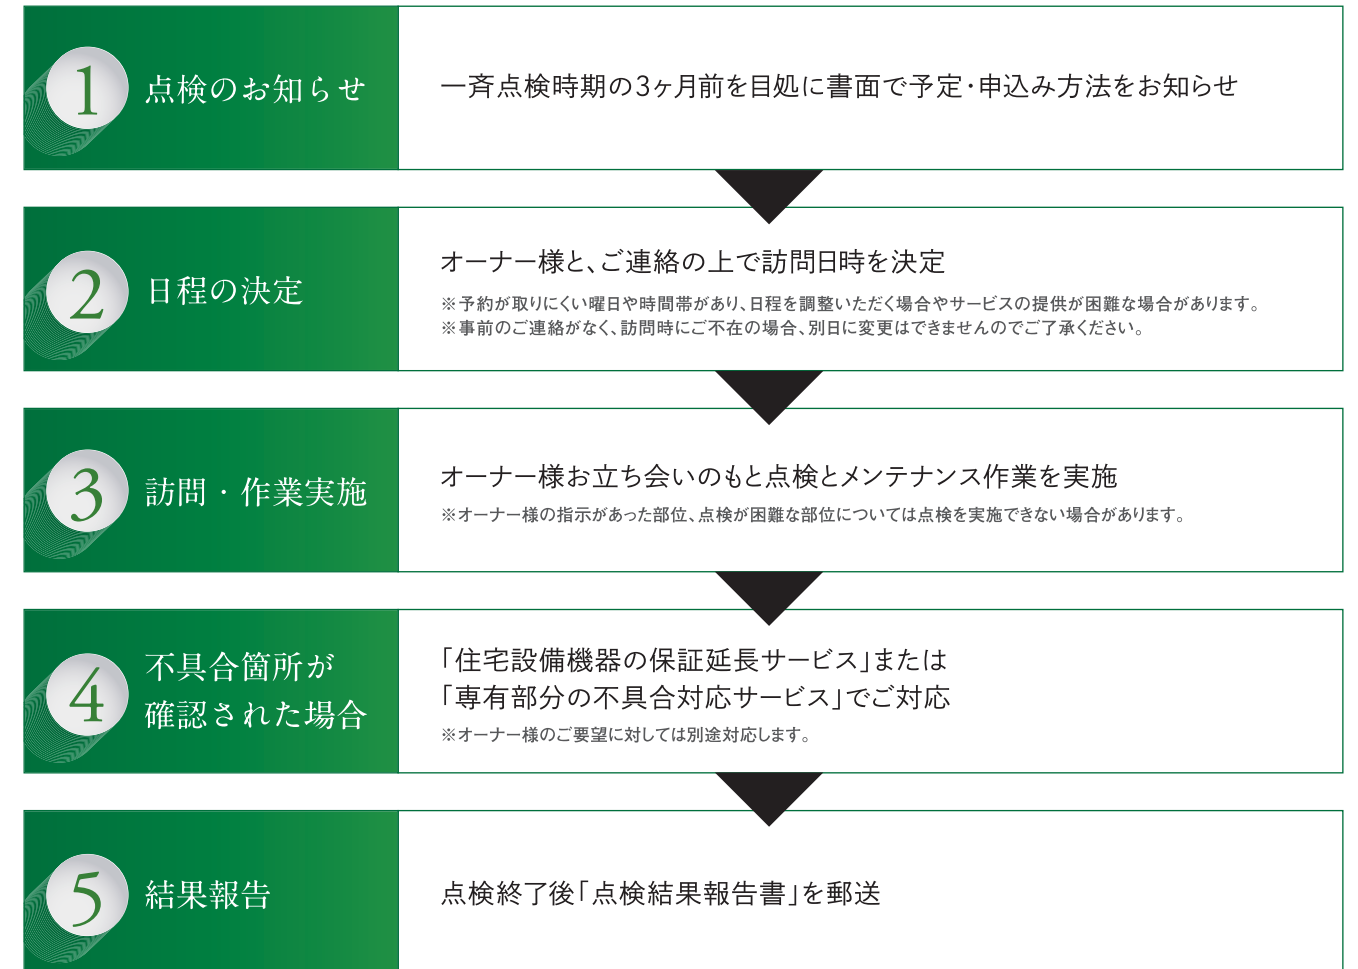 1 点検のお知らせ
一斉点検時期の3ヶ月前を目処に書面で予定・申込み方法をお知らせ
2 日程の決定
オーナー様と、ご連絡の上で訪問日時を決定
※予約が取りにくい曜日や時間帯があり、日程を調整いただく場合やサービスの提供が困難な場合があります。
※事前のご連絡がなく、訪問時にご不在の場合、別日に変更はできませんのでご了承ください。
3 訪問・作業実施
オーナー様お立ち会いのもと点検とメンテナンス作業を実施
※オーナー様の指示があった部位、点検が困難な部位については点検を実施できない場合があります。
4 不具合箇所が
確認された場合
「住宅設備機器の保証延長サービス」または
「専有部分の不具合対応サービス」でご対応
※オーナー様のご要望に対しては別途対応します。
5 結果報告
点検終了後「点検結果報告書」を郵送